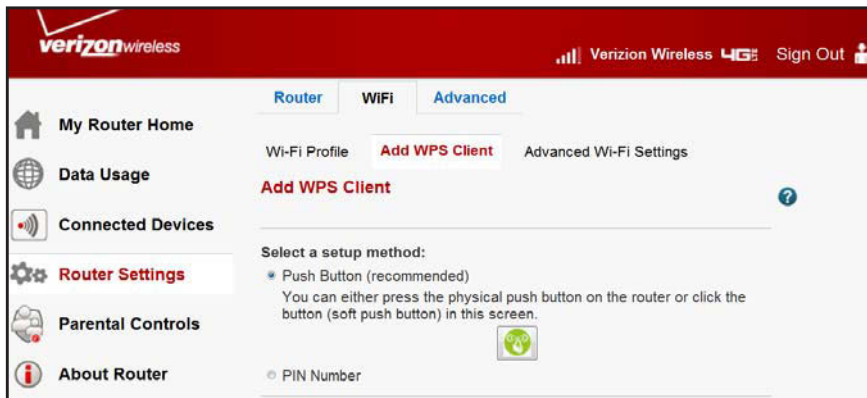 verizonwireless
Verizion Wireless 4G LTE Sign Out
Router WiFi Advanced
My Router Home
Wi-Fi Profile Add WPS Client Advanced Wi-Fi Settings
Data Usage
Add WPS Client
Connected Devices
Select a setup method:
Router Settings
Push Button (recommended)
You can either press the physical push button on the router or click the
button (soft push button) in this screen.
Parental Controls
About Router
PIN Number